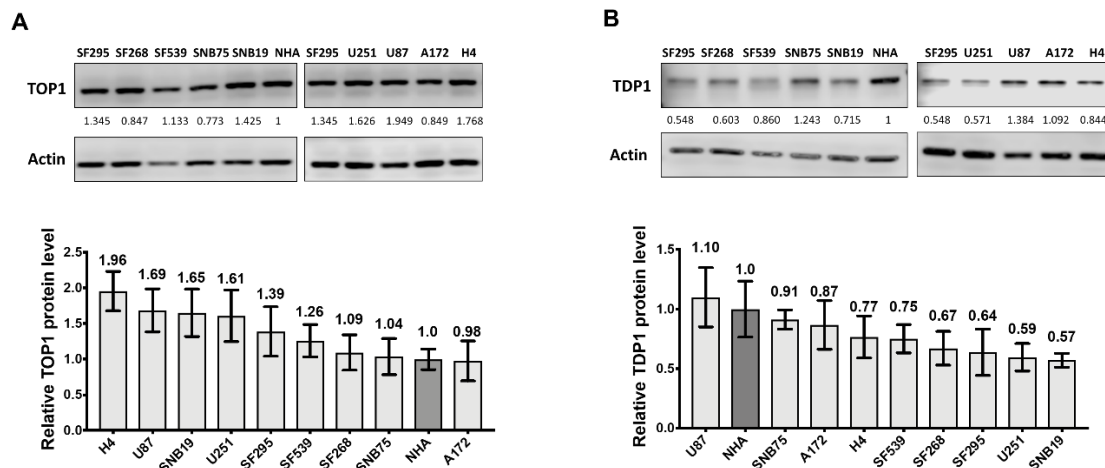 A
SF295 SF268 SF539 SNB75 SNB19 NHA SF295 U251 U87 A172 H4
TOP1
1.345 0.847 1.133 0.773 1.425 1 1.345 1.626 1.949 0.849 1.768
Actin
Relative TOP1 protein level
2.5
2.0
1.5
1.0
0.5
0.0
1.96 1.69 1.65 1.61 1.39 1.26 1.09 1.04 1.0 0.98
H4 U87 SNB19 U251 SF295 SF539 SF268 SNB75 NHA A172
B
SF295 SF268 SF539 SNB75 SNB19 NHA SF295 U251 U87 A172 H4
TDP1
0.548 0.603 0.860 1.243 0.715 1 0.548 0.571 1.384 1.092 0.844
Actin
Relative TDP1 protein level
1.5
1.0
0.5
0.0
1.10 1.0 0.91 0.87 0.77 0.75 0.67 0.64 0.59 0.57
U87 NHA SNB75 A172 H4 SF539 SF268 SF295 U251 SNB19